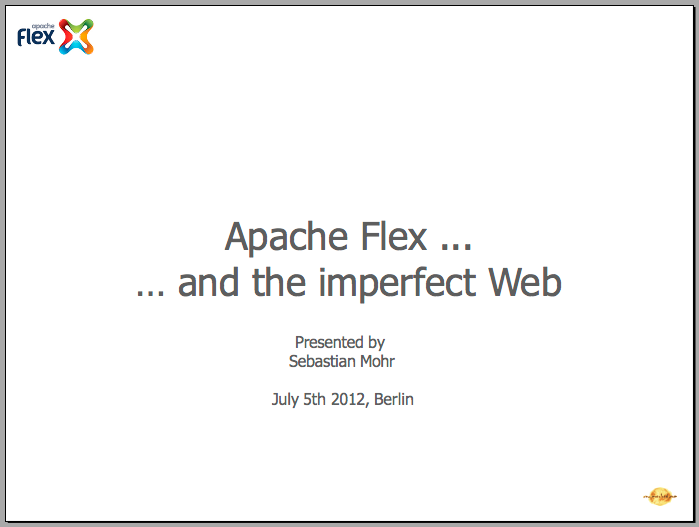 apache
flex
Apache Flex ...
... and the imperfect Web
Presented by
Sebastian Mohr
July 5th 2012, Berlin